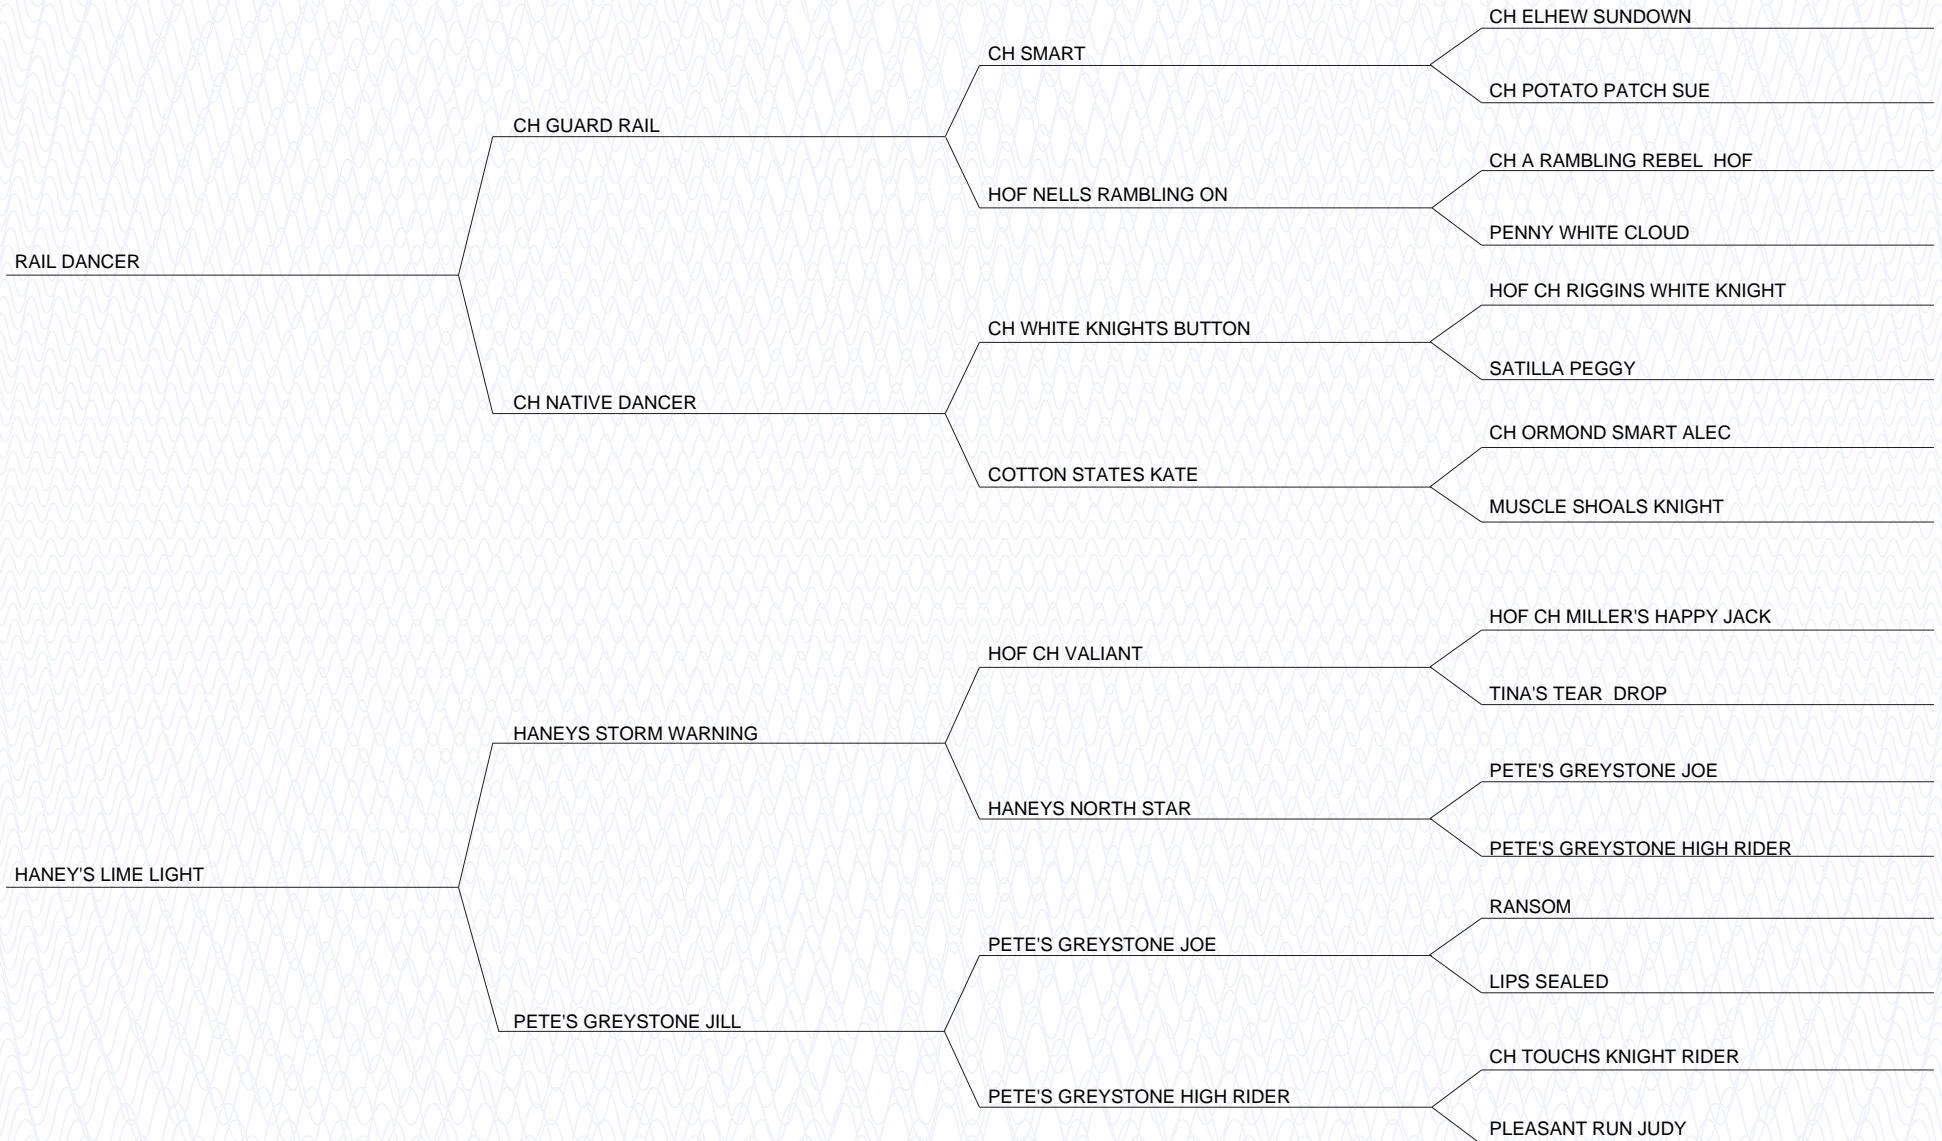 CH ELHEW SUNDOWN
CH SMART
CH POTATO PATCH SUE
CH GUARD RAIL
CH A RAMBLING REBEL  HOF
HOF NELLS RAMBLING ON
PENNY WHITE CLOUD
RAIL DANCER
HOF CH RIGGINS WHITE KNIGHT
CH WHITE KNIGHTS BUTTON
SATILLA PEGGY
CH NATIVE DANCER
CH ORMOND SMART ALEC
COTTON STATES KATE
MUSCLE SHOALS KNIGHT
HOF CH MILLER'S HAPPY JACK
HOF CH VALIANT
TINA'S TEAR  DROP
HANEYS STORM WARNING
PETE'S GREYSTONE JOE
HANEYS NORTH STAR
PETE'S GREYSTONE HIGH RIDER
HANEY'S LIME LIGHT
RANSOM
PETE'S GREYSTONE JOE
LIPS SEALED
PETE'S GREYSTONE JILL
CH TOUCHS KNIGHT RIDER
PETE'S GREYSTONE HIGH RIDER
PLEASANT RUN JUDY